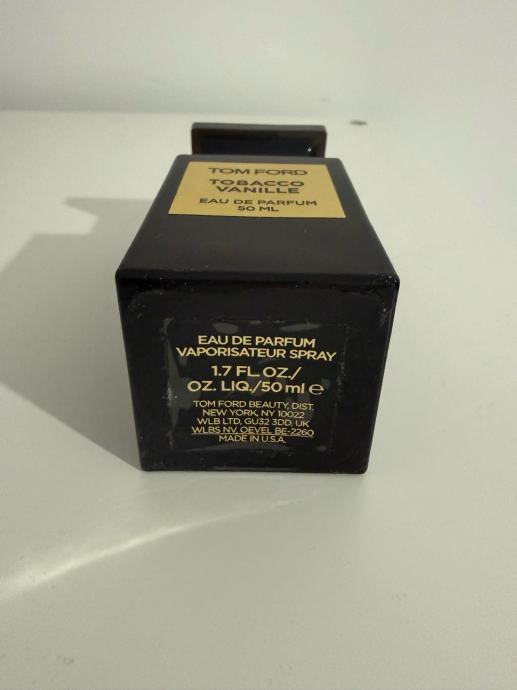 TOM FORD
TOBACCO
VANILLE
EAU DE PARFUM
50 ML
EAU DE PARFUM
VAPORISATEUR SPRAY
1.7 FL.OZ./
OZ. LIQ./50 ml ℮
TOM FORD BEAUTY, DIST.
NEW YORK, NY 10022
WLB LTD, GU32 3DD, UK
WLBS NV, OEVEL BE-2260
MADE IN U.S.A.